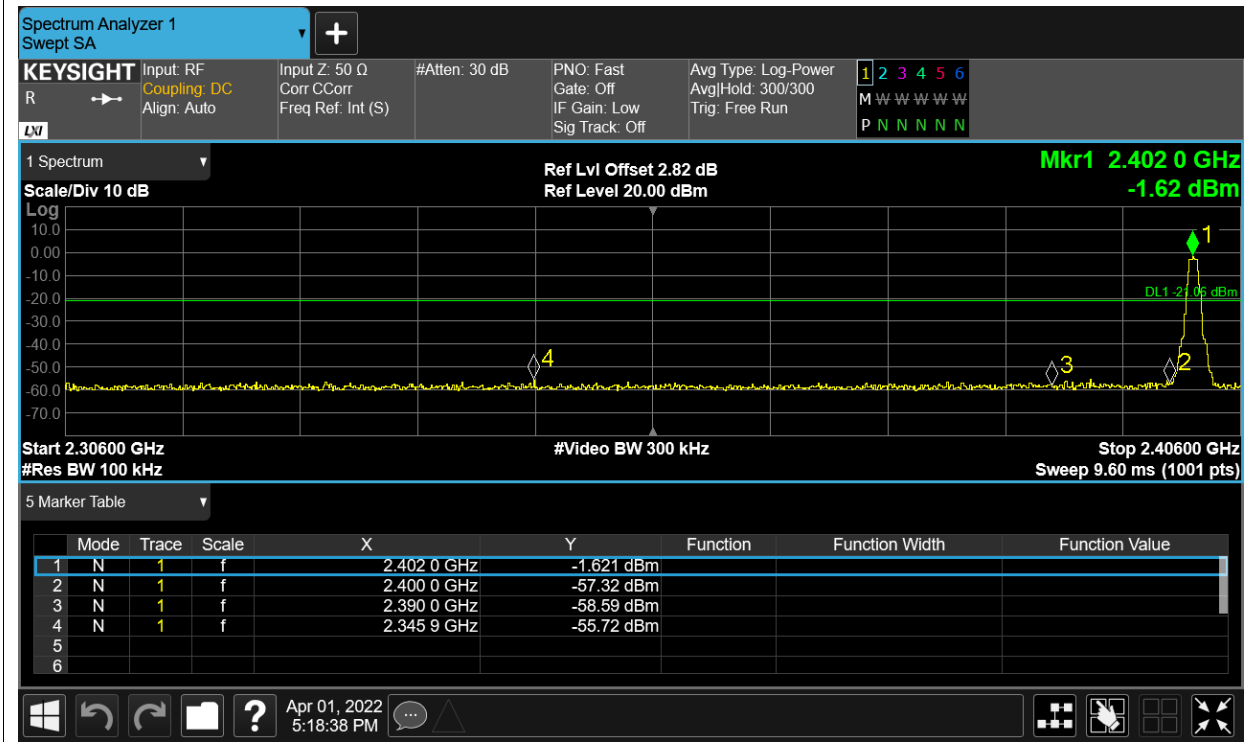 Spectrum Analyzer 1
Swept SA
+
KEYSIGHT Input: RF Input Z: 50 Ω #Atten: 30 dB PNO: Fast Avg Type: Log-Power 1 2 3 4 5 6
R Coupling: DC Corr CCorr Gate: Off Avg|Hold: 300/300 M W W W W W
Align: Auto Freq Ref: Int (S) IF Gain: Low Trig: Free Run
LXI Sig Track: Off P N N N N N
1 Spectrum Ref Lvl Offset 2.82 dB Mkr1 2.402 0 GHz
Scale/Div 10 dB Ref Level 20.00 dBm -1.62 dBm
Log
10.0
1
0.00
-10.0
-20.0
DL1 -21.06 dBm
-30.0
-40.0
4 3 2
-50.0
-60.0
-70.0
Start 2.30600 GHz #Video BW 300 kHz Stop 2.40600 GHz
#Res BW 100 kHz Sweep 9.60 ms (1001 pts)
5 Marker Table
Mode Trace Scale X Y Function Function Width Function Value
1 N 1 f 2.402 0 GHz -1.621 dBm
2 N 1 f 2.400 0 GHz -57.32 dBm
3 N 1 f 2.390 0 GHz -58.59 dBm
4 N 1 f 2.345 9 GHz -55.72 dBm
5
6
? Apr 01, 2022
5:18:38 PM